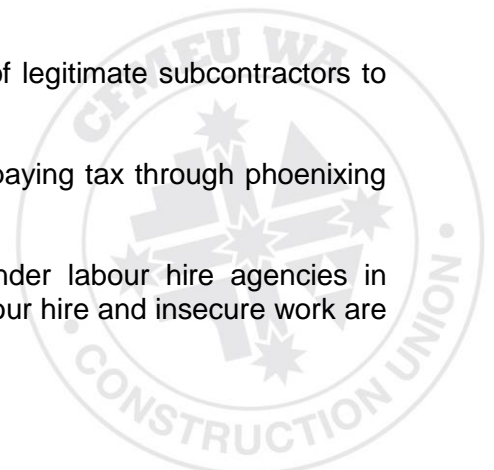 of legitimate subcontractors to
paying tax through phoenixing
nder labour hire agencies in
our hire and insecure work are
CFMEU WA
• CONSTRUCTION UNION •